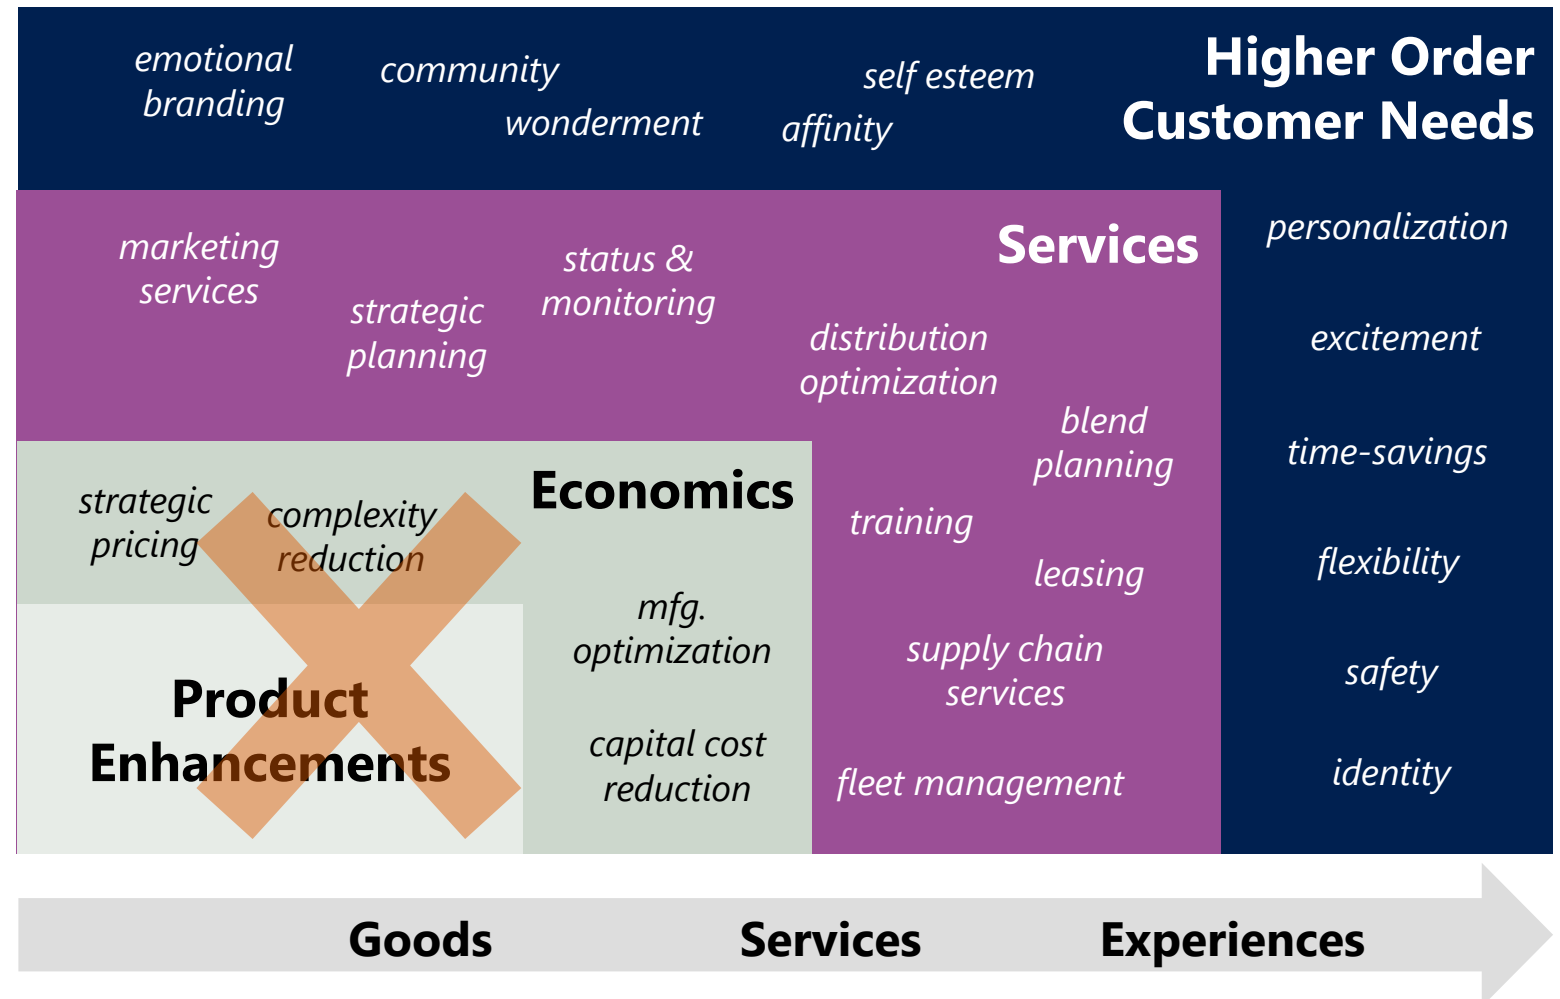 Higher Order
Customer Needs
emotional
branding
community
wonderment
self esteem
affinity
personalization
excitement
time-savings
flexibility
safety
identity
Services
marketing
services
strategic
planning
status &
monitoring
distribution
optimization
blend
planning
training
leasing
supply chain
services
fleet management
Economics
strategic
pricing
complexity
reduction
mfg.
optimization
capital cost
reduction
Product
Enhancements
Goods
Services
Experiences